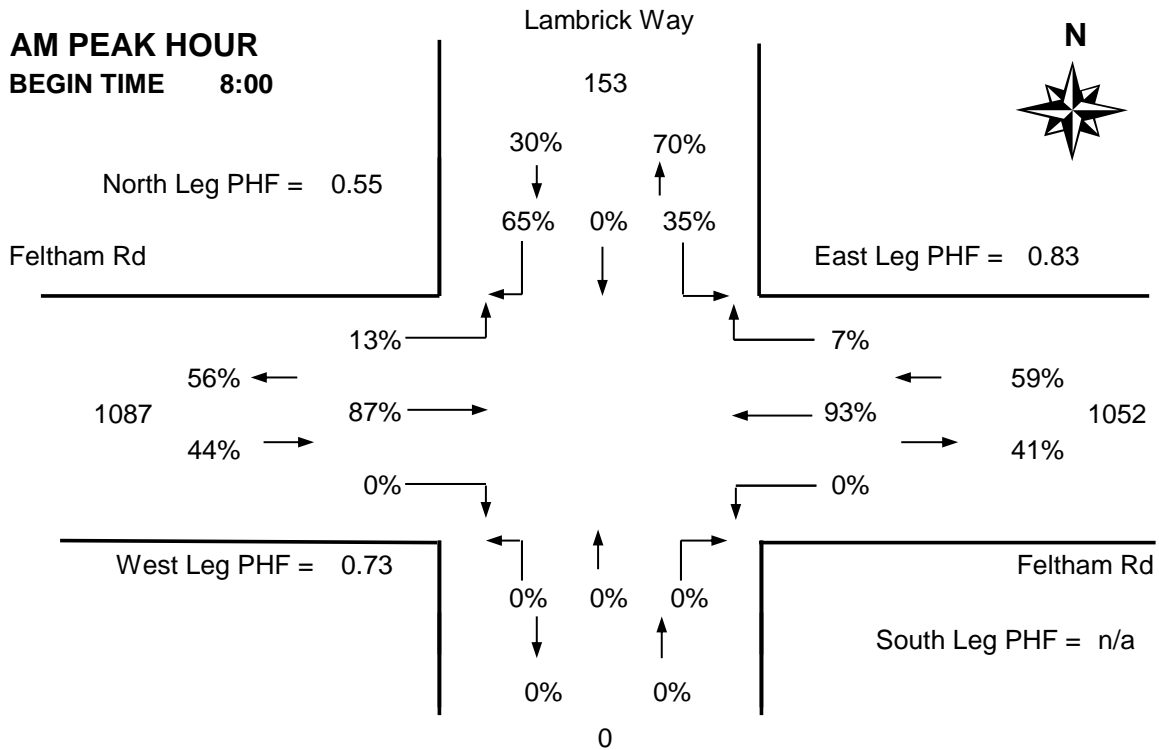 Lambrick Way
AM PEAK HOUR
BEGIN TIME 8:00
N
153
30% 70%
North Leg PHF = 0.55
65% 0% 35%
Feltham Rd
East Leg PHF = 0.83
13% 7%
56% 59%
1087 87% 93% 1052
44% 41%
0% 0%
West Leg PHF = 0.73
Feltham Rd
0% 0% 0%
South Leg PHF = n/a
0% 0%
0